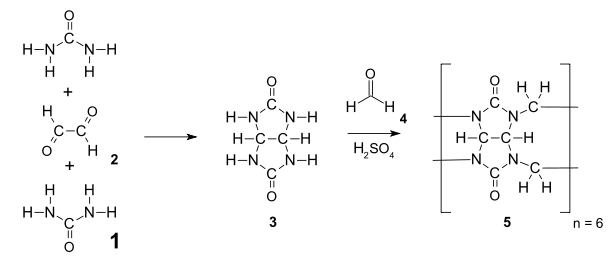 O
C
H–N N–H
H H
+
H O
C–C
O H 2
+
H H
H–N C N–H
O 1
O
C
H–N N–H
H–C–C–H
H–N N–H
C
O
3
O
C
H H 4
H₂SO₄
O H H
C C
N N
H–C–C–H
N N
C C
O H H
5
n = 6